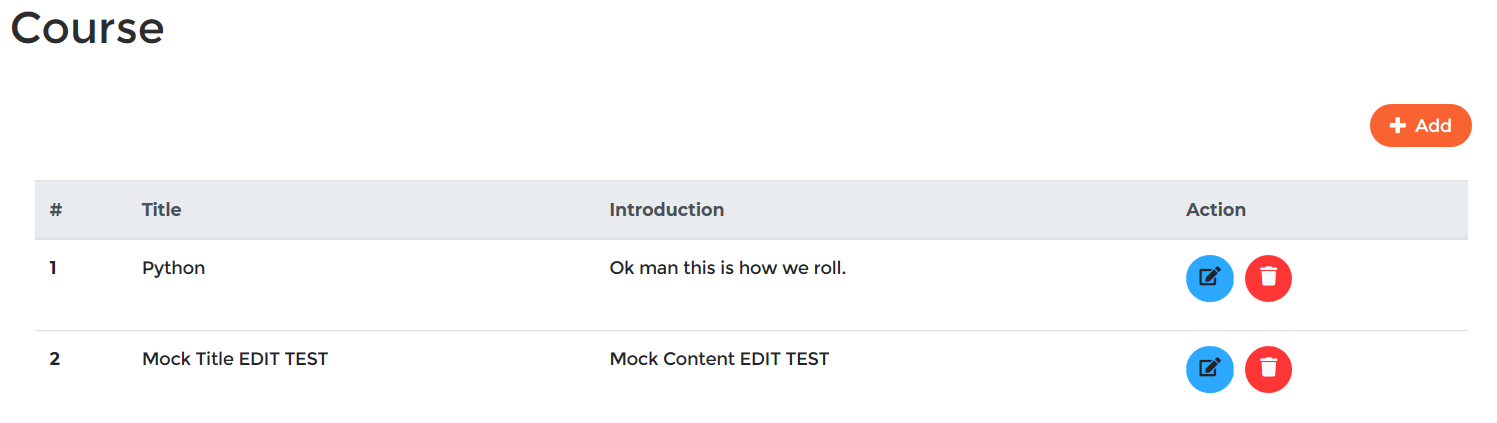 Course
Add
# Title Introduction Action
1 Python Ok man this is how we roll.
2 Mock Title EDIT TEST Mock Content EDIT TEST